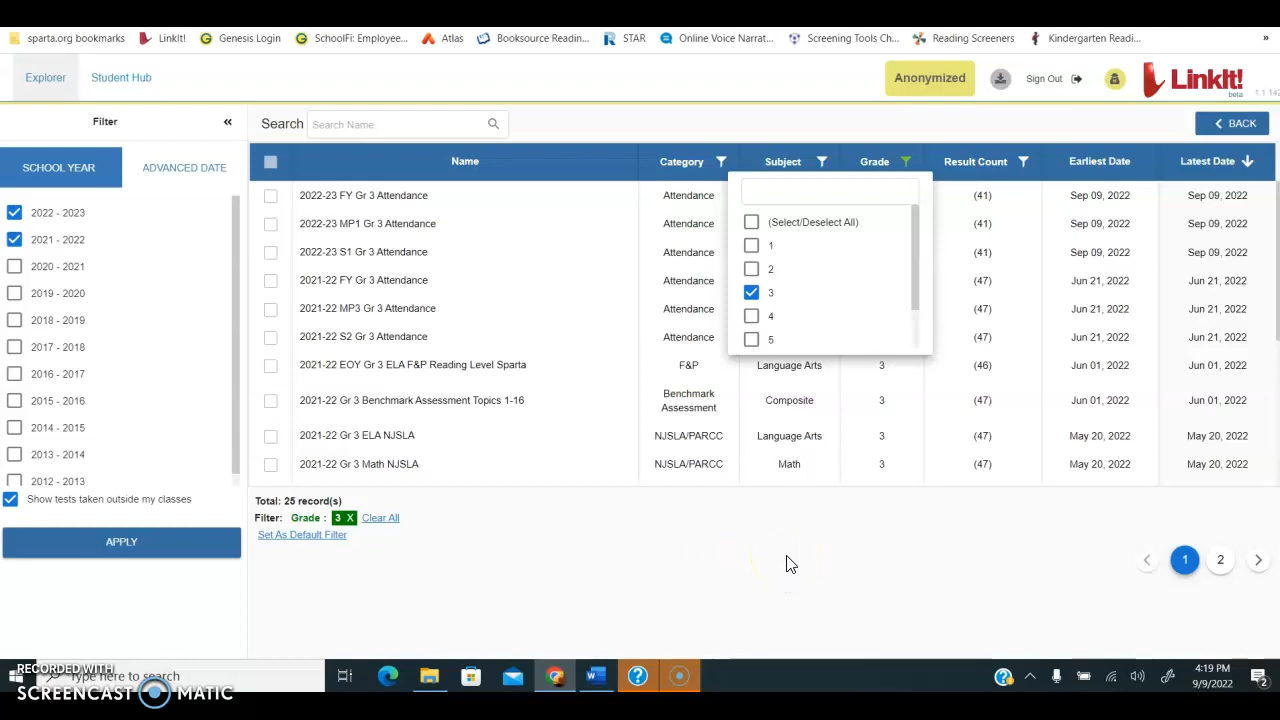 sparta.org bookmarks LinkIt! Genesis Login SchoolFi: Employee... Atlas Booksource Readin... STAR Online Voice Narrat... Screening Tools Ch... Reading Screeners Kindergarten Readi... »
Explorer Student Hub Anonymized Sign Out LinkIt! beta 1.1 142
Filter « Search Search Name BACK
SCHOOL YEAR ADVANCED DATE
Name Category Subject Grade Result Count Earliest Date Latest Date
2022 - 2023
2021 - 2022
2020 - 2021
2019 - 2020
2018 - 2019
2017 - 2018
2016 - 2017
2015 - 2016
2014 - 2015
2013 - 2014
2012 - 2013
Show tests taken outside my classes
APPLY
2022-23 FY Gr 3 Attendance Attendance (41) Sep 09, 2022 Sep 09, 2022
2022-23 MP1 Gr 3 Attendance Attendance (41) Sep 09, 2022 Sep 09, 2022
2022-23 S1 Gr 3 Attendance Attendance (41) Sep 09, 2022 Sep 09, 2022
2021-22 FY Gr 3 Attendance Attendance (47) Jun 21, 2022 Jun 21, 2022
2021-22 MP3 Gr 3 Attendance Attendance (47) Jun 21, 2022 Jun 21, 2022
2021-22 S2 Gr 3 Attendance Attendance (47) Jun 21, 2022 Jun 21, 2022
2021-22 EOY Gr 3 ELA F&P Reading Level Sparta F&P Language Arts 3 (46) Jun 01, 2022 Jun 01, 2022
2021-22 Gr 3 Benchmark Assessment Topics 1-16 Benchmark Assessment Composite 3 (47) Jun 01, 2022 Jun 01, 2022
2021-22 Gr 3 ELA NJSLA NJSLA/PARCC Language Arts 3 (47) May 20, 2022 May 20, 2022
2021-22 Gr 3 Math NJSLA NJSLA/PARCC Math 3 (47) May 20, 2022 May 20, 2022
(Select/Deselect All)
1
2
3
4
5
Total: 25 record(s)
Filter: Grade : 3 X Clear All
Set As Default Filter
1 2
RECORDED WITH
SCREENCAST MATIC
Type here to search
4:19 PM
9/9/2022
2